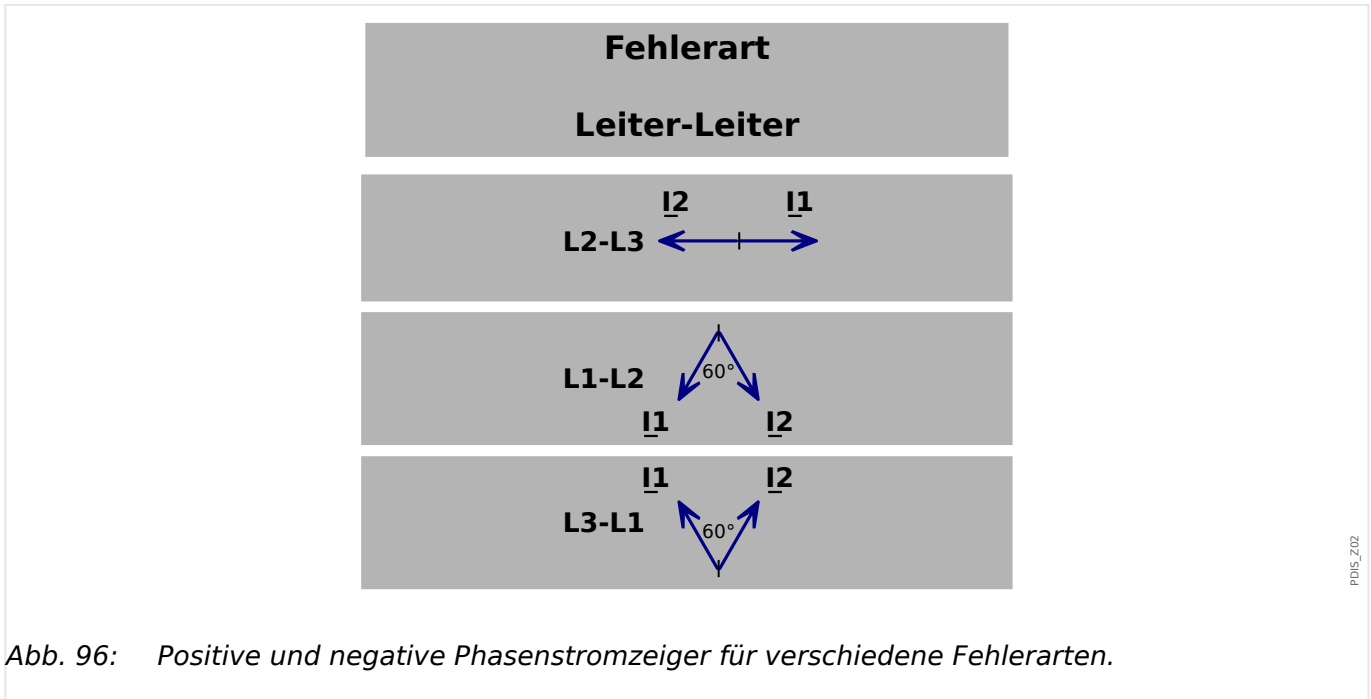 Fehlerart
Leiter-Leiter
I2 I1
L2-L3
60°
L1-L2
I1 I2
I1 I2
L3-L1
60°
PDIS_Z02
Abb. 96: Positive und negative Phasenstromzeiger für verschiedene Fehlerarten.